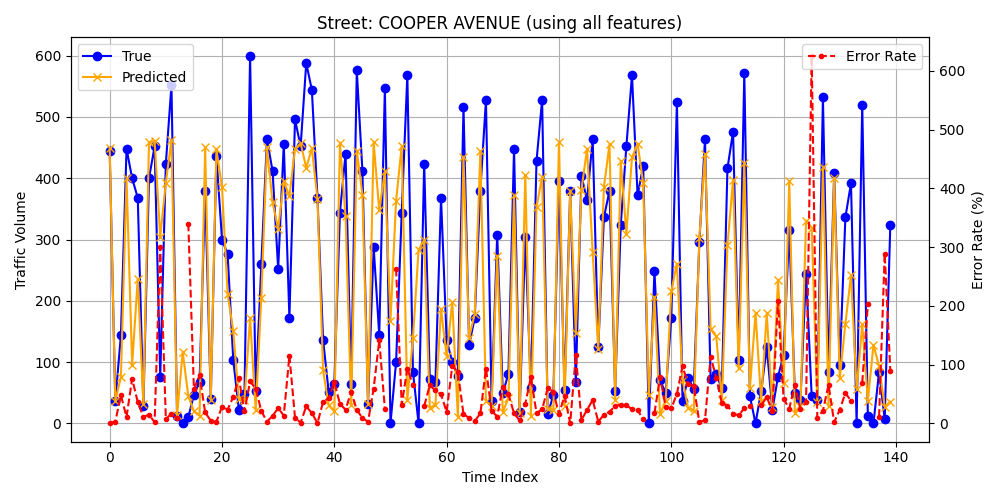 Street: COOPER AVENUE (using all features)
True
Predicted
Error Rate
Traffic Volume
600
500
400
300
200
100
0
600
500
400
300
200
100
0
Error Rate (%)
0 20 40 60 80 100 120 140
Time Index